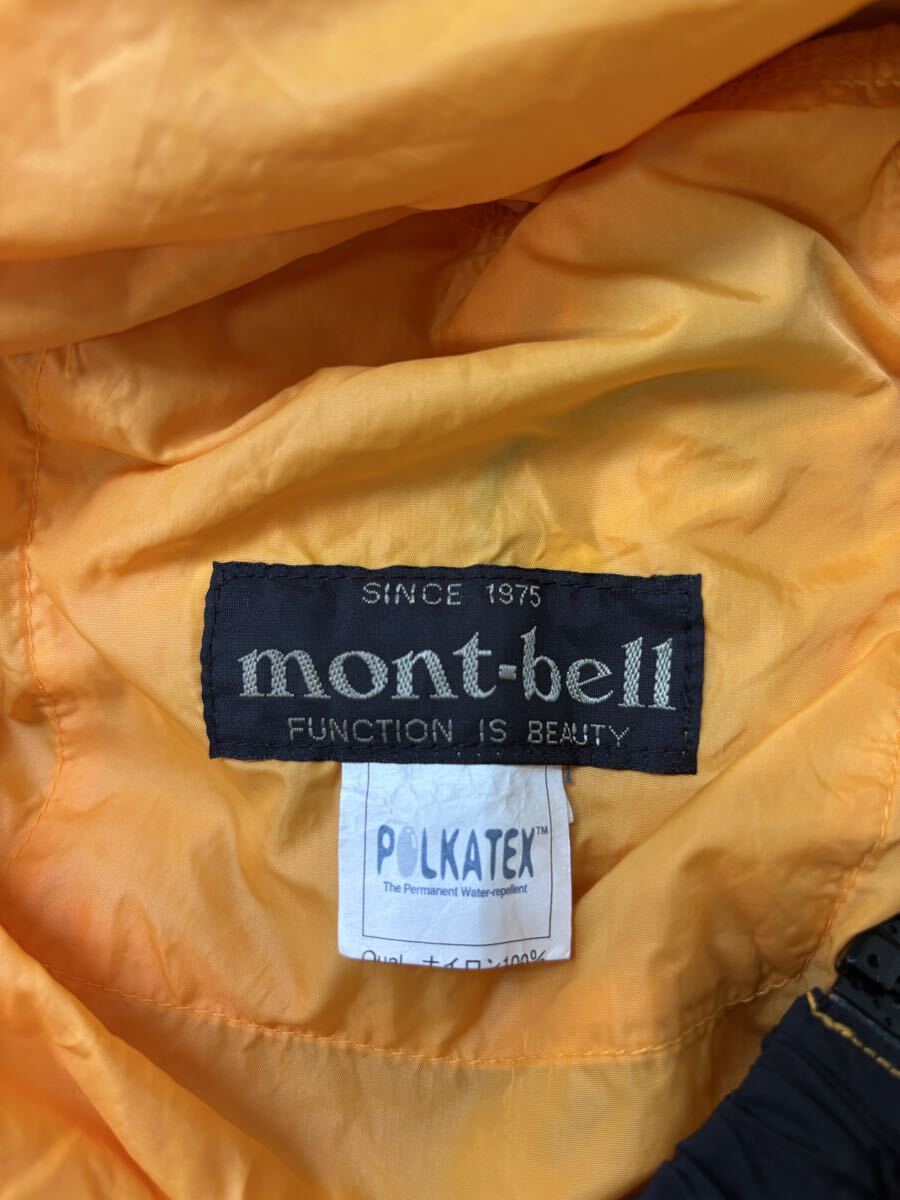 SINCE 1975
mont-bell
FUNCTION IS BEAUTY
POLKATEX™
The Permanent Water-repellent
Qual. ナイロン100%